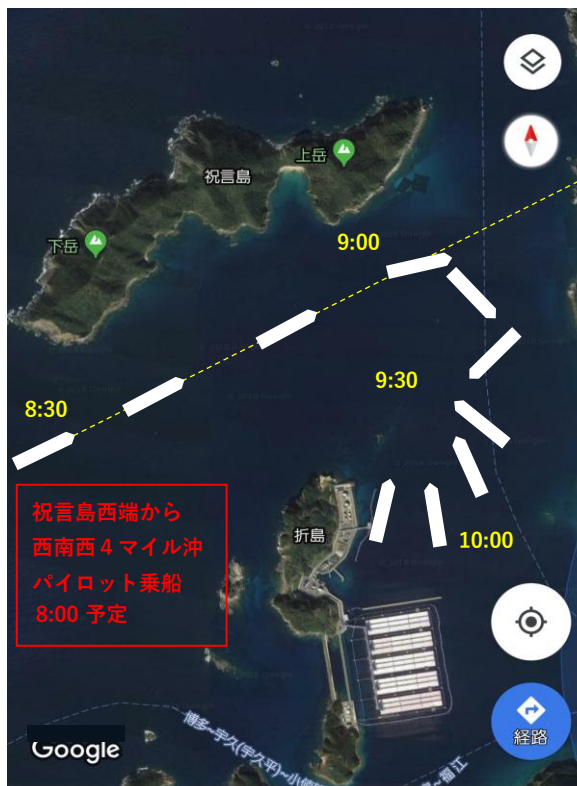 上岳
祝言島
下岳
9:00
8:30
9:30
祝言島西端から
西南西４マイル沖
パイロット乗船
8:00 予定
折島
10:00
経路
Google